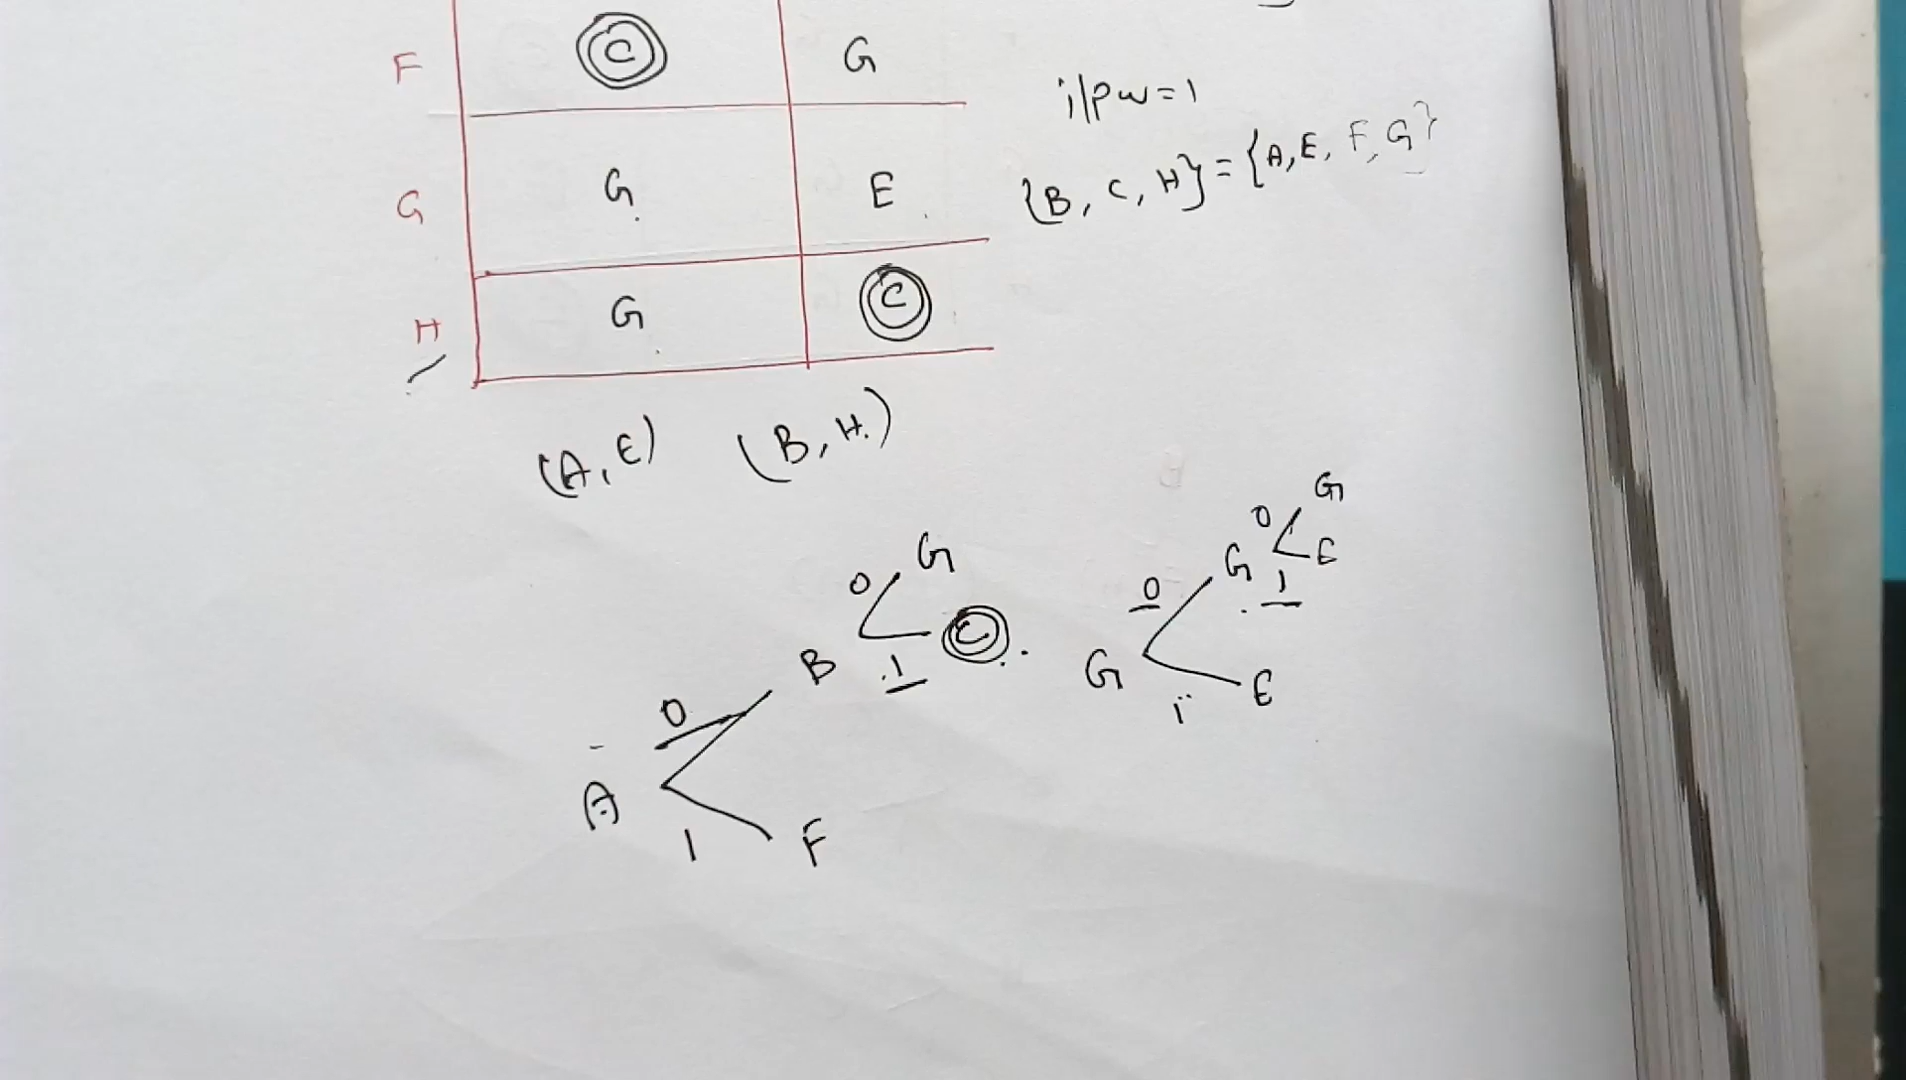 F C G
i/p w=1
{B, C, H} = {A, E, F, G}
G G E
H G C
(A, E) (B, H.)
G
0
G
0
G
E
0
1
C
B
1
G
E
1
0
A
1
F